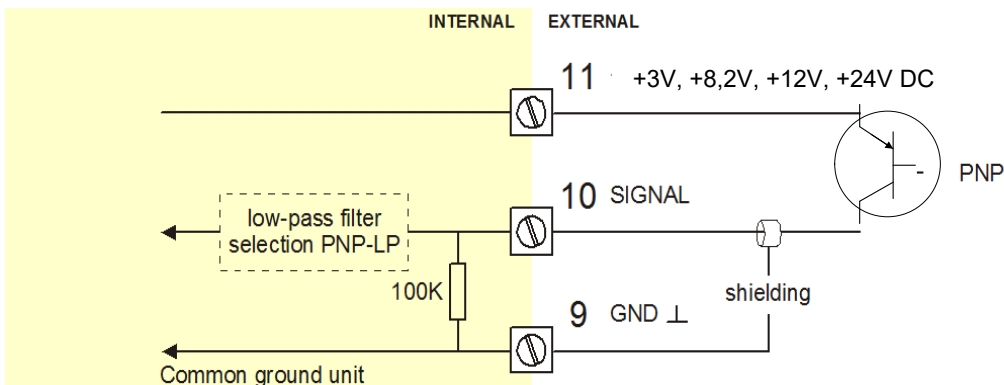 INTERNAL EXTERNAL
11 +3V, +8,2V, +12V, +24V DC
PNP
-
10 SIGNAL
low-pass filter
selection PNP-LP
100K
shielding
9 GND ⊥
Common ground unit